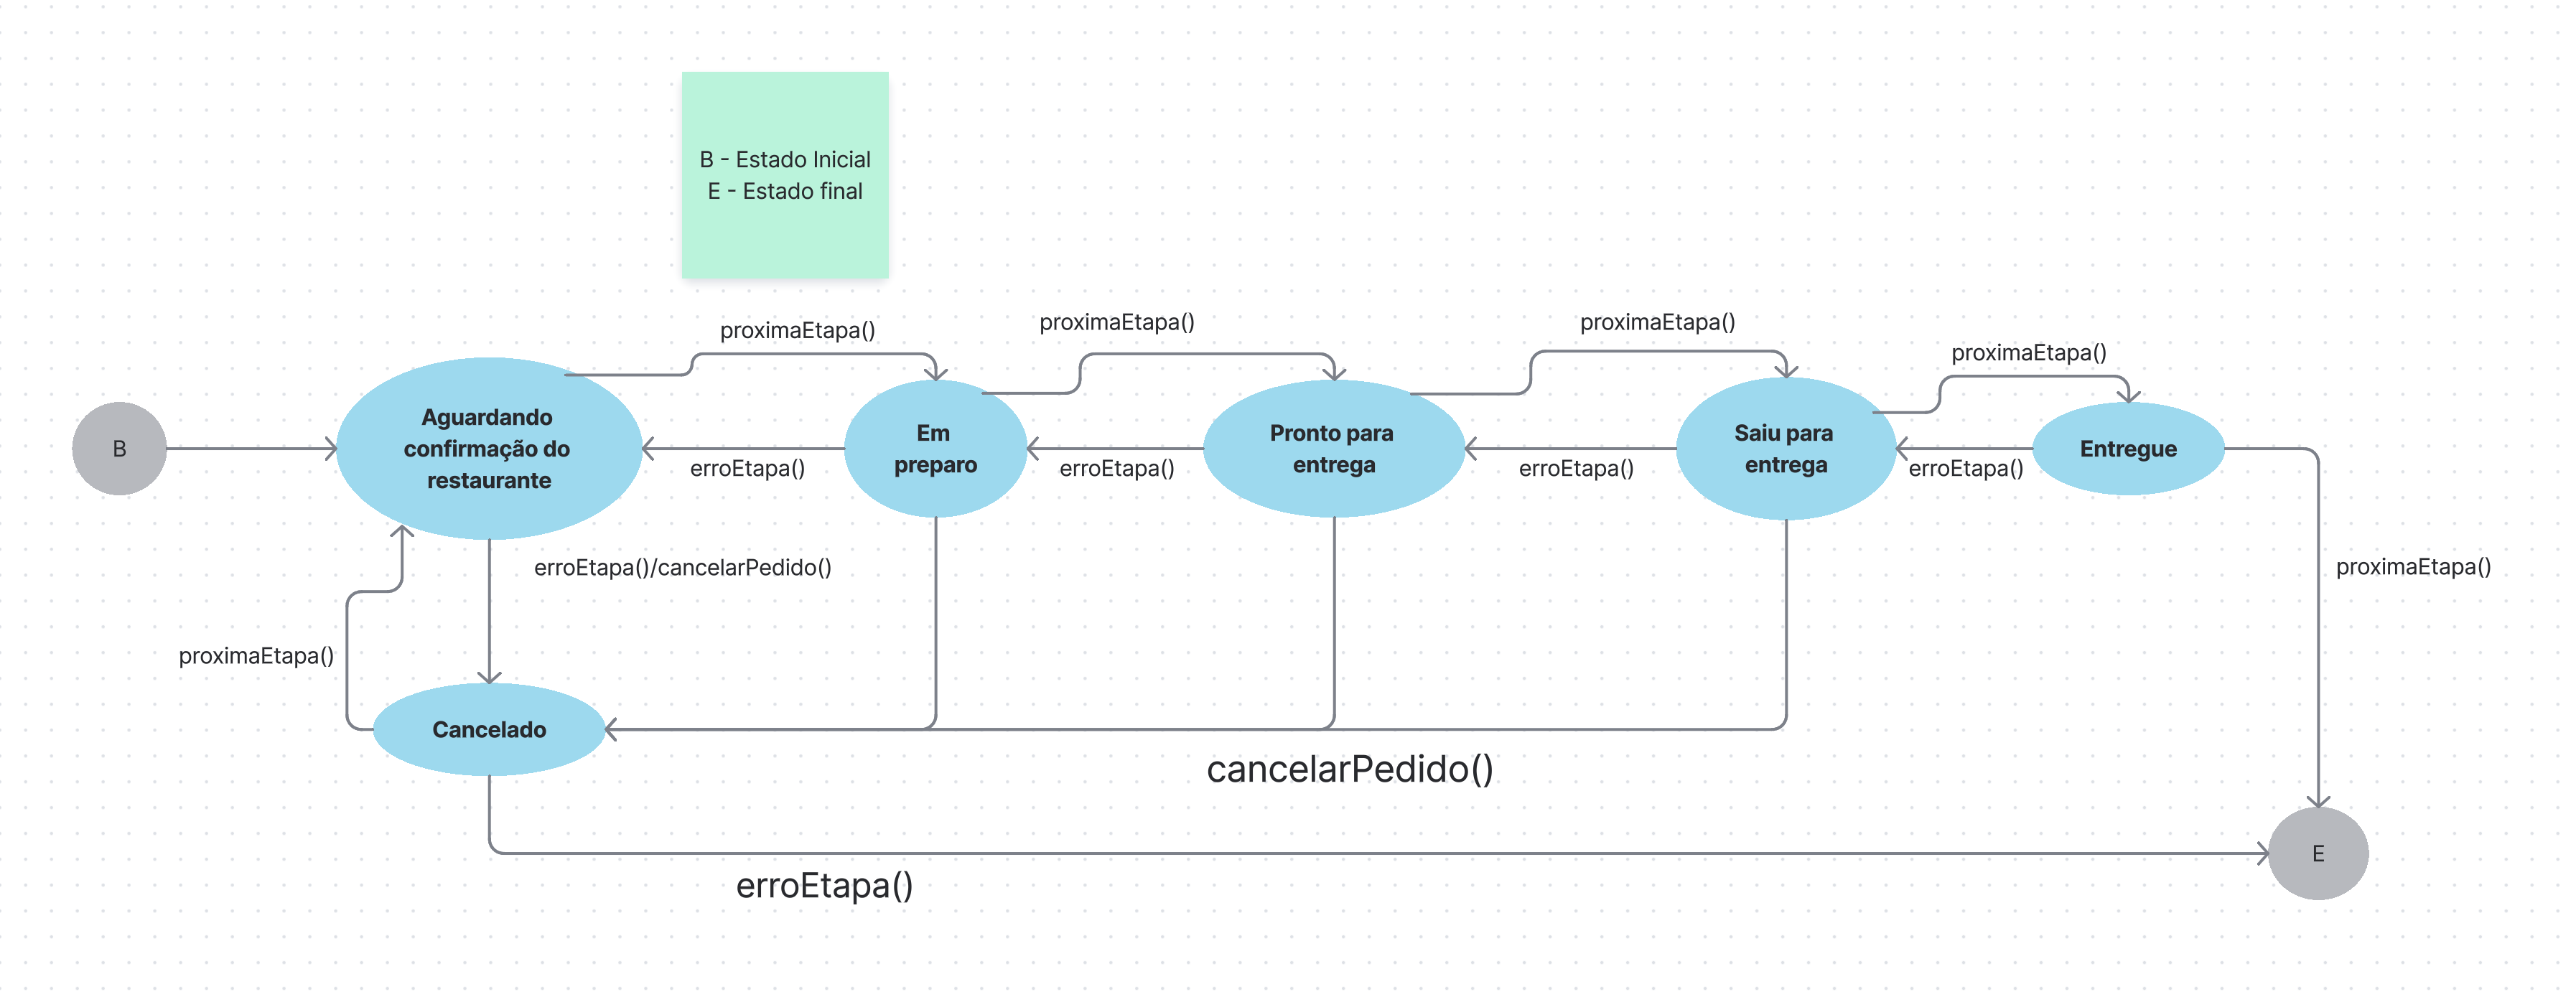 B - Estado Inicial
E - Estado final
proximaEtapa()
proximaEtapa()
proximaEtapa()
proximaEtapa()
B
Aguardando
confirmação do
restaurante
erroEtapa()
Em
preparo
erroEtapa()
Pronto para
entrega
erroEtapa()
Saiu para
entrega
erroEtapa()
Entregue
erroEtapa()/cancelarPedido()
proximaEtapa()
proximaEtapa()
Cancelado
cancelarPedido()
E
erroEtapa()